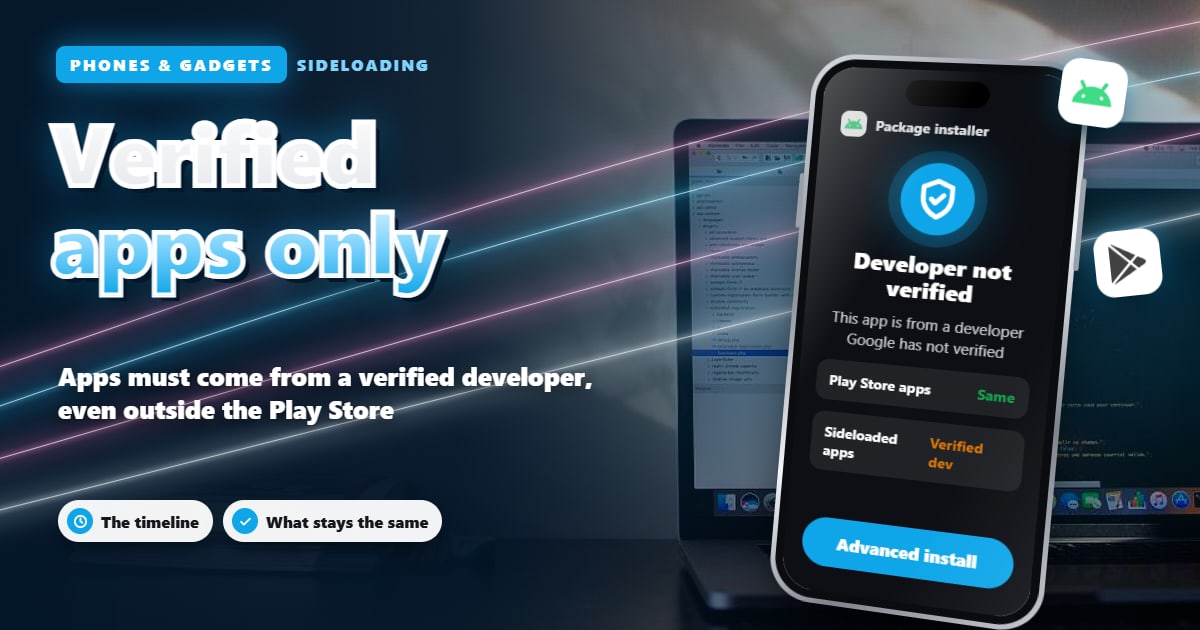 PHONES & GADGETS SIDELOADING
Verified
apps only
Apps must come from a verified developer,
even outside the Play Store
The timeline
What stays the same
Package installer
Developer not
verified
This app is from a developer
Google has not verified
Play Store apps Same
Sideloaded
apps
Verified
dev
Advanced install